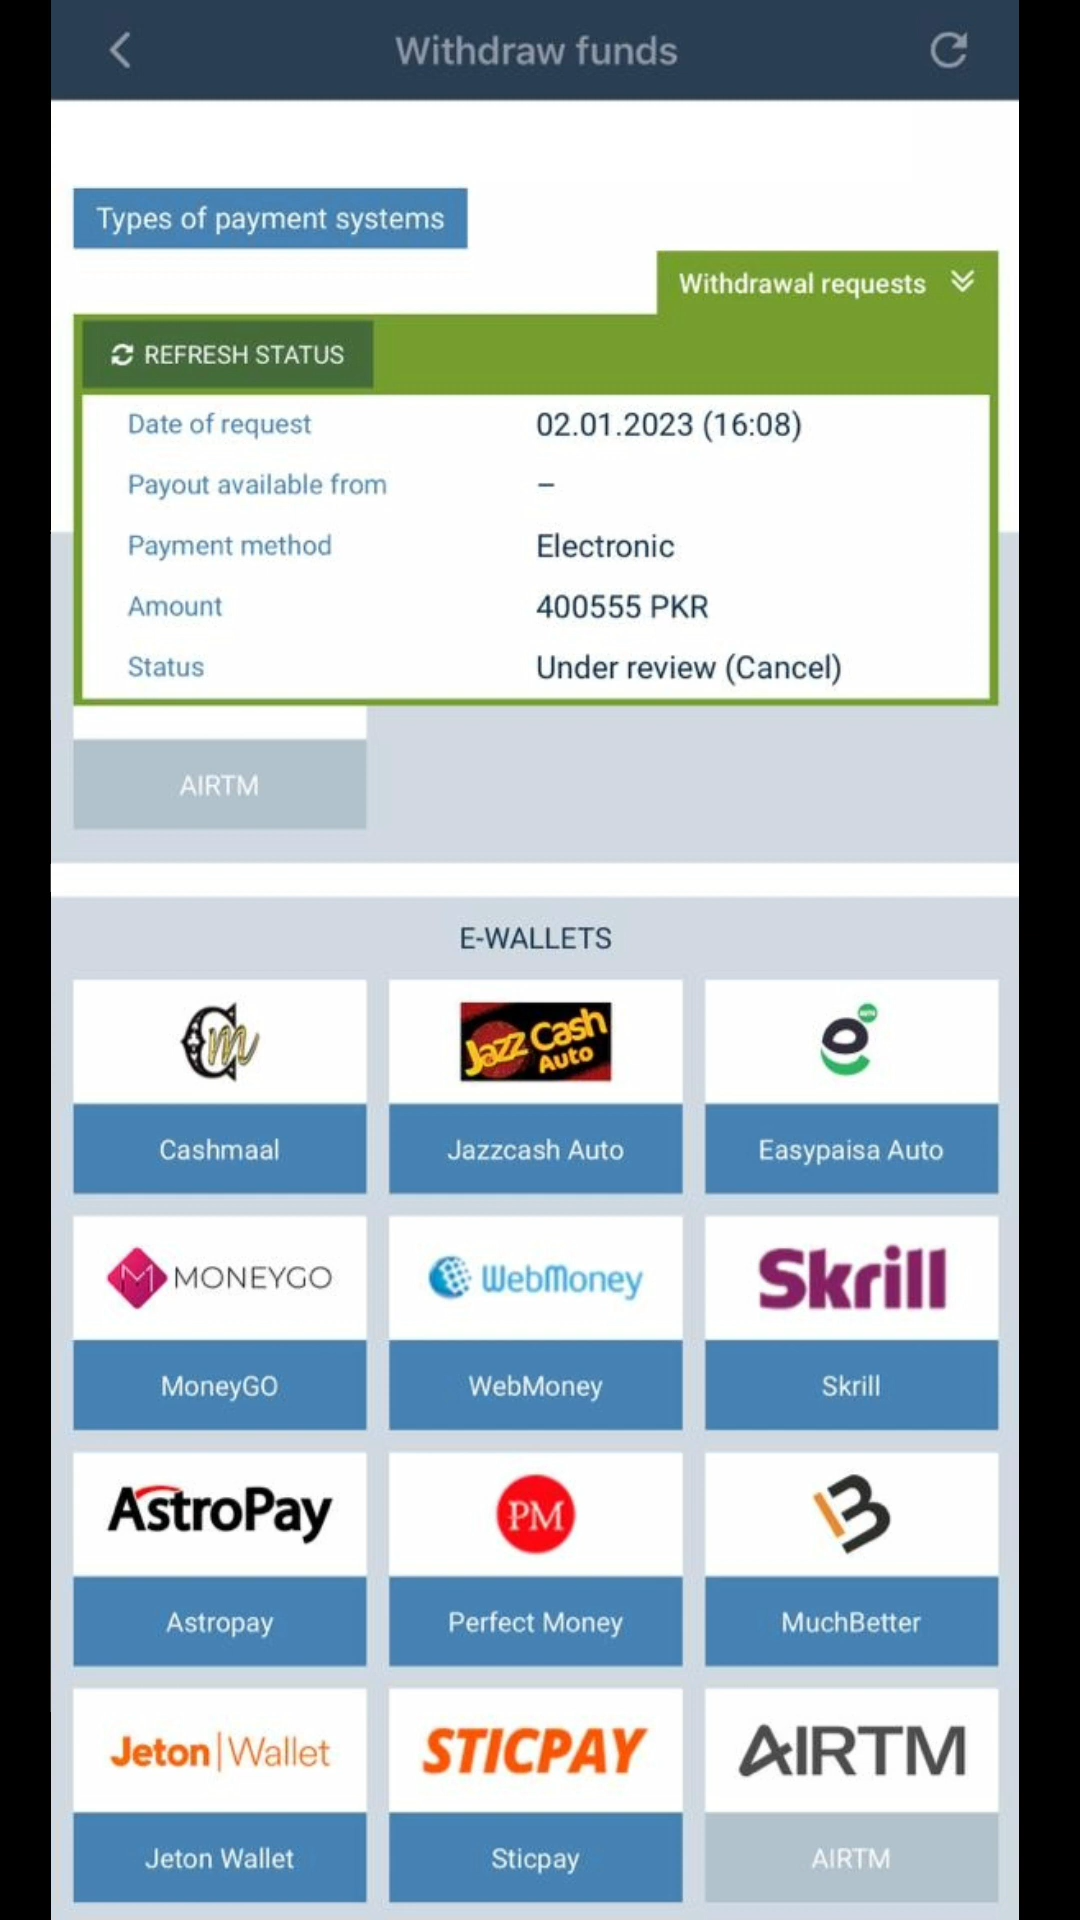 Withdraw funds
Types of payment systems
Withdrawal requests
REFRESH STATUS
Date of request 02.01.2023 (16:08)
Payout available from –
Payment method Electronic
Amount 400555 PKR
Status Under review (Cancel)
AIRTM
E-WALLETS
Cm Jazz Cash Auto
Cashmaal Jazzcash Auto Easypaisa Auto
MONEYGO WebMoney Skrill
MoneyGO WebMoney Skrill
AstroPay PM
Astropay Perfect Money MuchBetter
Jeton|Wallet STICPAY AIRTM
Jeton Wallet Sticpay AIRTM